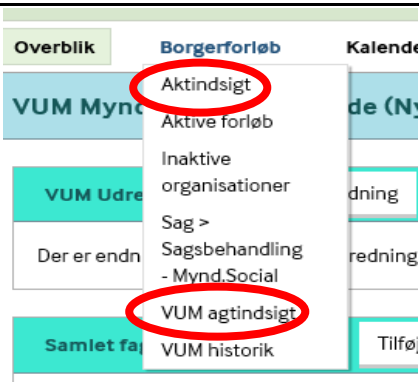 Overblik Borgerforløb Kalende
Aktindsigt
VUM Mynd de (Ny
Aktive forløb
Inaktive
organisationer
VUM Udre dning
Sag >
Sagsbehandling
Der er endn redning
- Mynd.Social
VUM agtindsigt
Samlet fag Tilføj
VUM historik